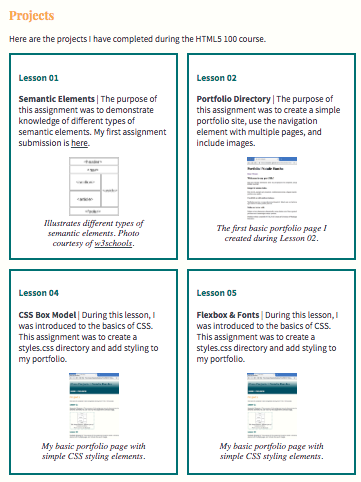 Projects
Here are the projects I have completed during the HTML5 100 course.
Lesson 01
Semantic Elements | The purpose of
this assignment was to demonstrate
knowledge of different types of
semantic elements. My first assignment
submission is here.
<header>
<nav>
Illustrates different types of
semantic elements. Photo
courtesy of w3schools.
Lesson 02
Portfolio Directory | The purpose of
this assignment was to create a simple
portfolio site, use the navigation
element with multiple pages, and
include images.
The first basic portfolio page I
created during Lesson 02.
Lesson 04
CSS Box Model | During this lesson, I
was introduced to the basics of CSS.
This assignment was to create a
styles.css directory and add styling to
my portfolio.
My basic portfolio page with
simple CSS styling elements.
Lesson 05
Flexbox & Fonts | During this lesson, I
was introduced to the basics of CSS.
This assignment was to create a
styles.css directory and add styling to
my portfolio.
My basic portfolio page with
simple CSS styling elements.